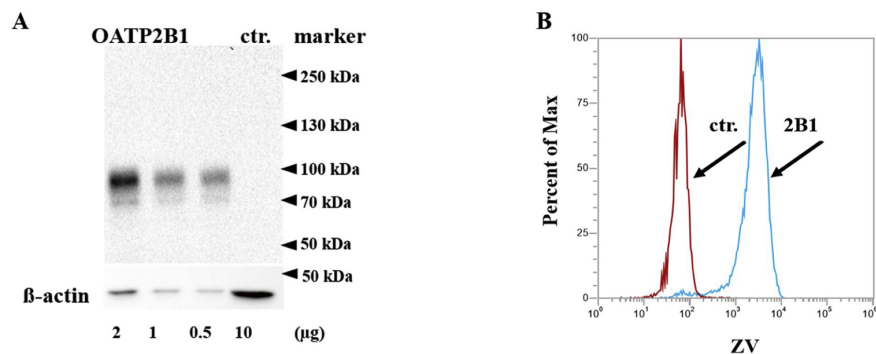 A
OATP2B1 ctr. marker
250 kDa
130 kDa
100 kDa
70 kDa
50 kDa
50 kDa
ß-actin
2 1 0.5 10 (µg)
B
100
75
50
25
0
Percent of Max
ctr. 2B1
10⁰ 10¹ 10² 10³ 10⁴ 10⁵ 10⁶
ZV